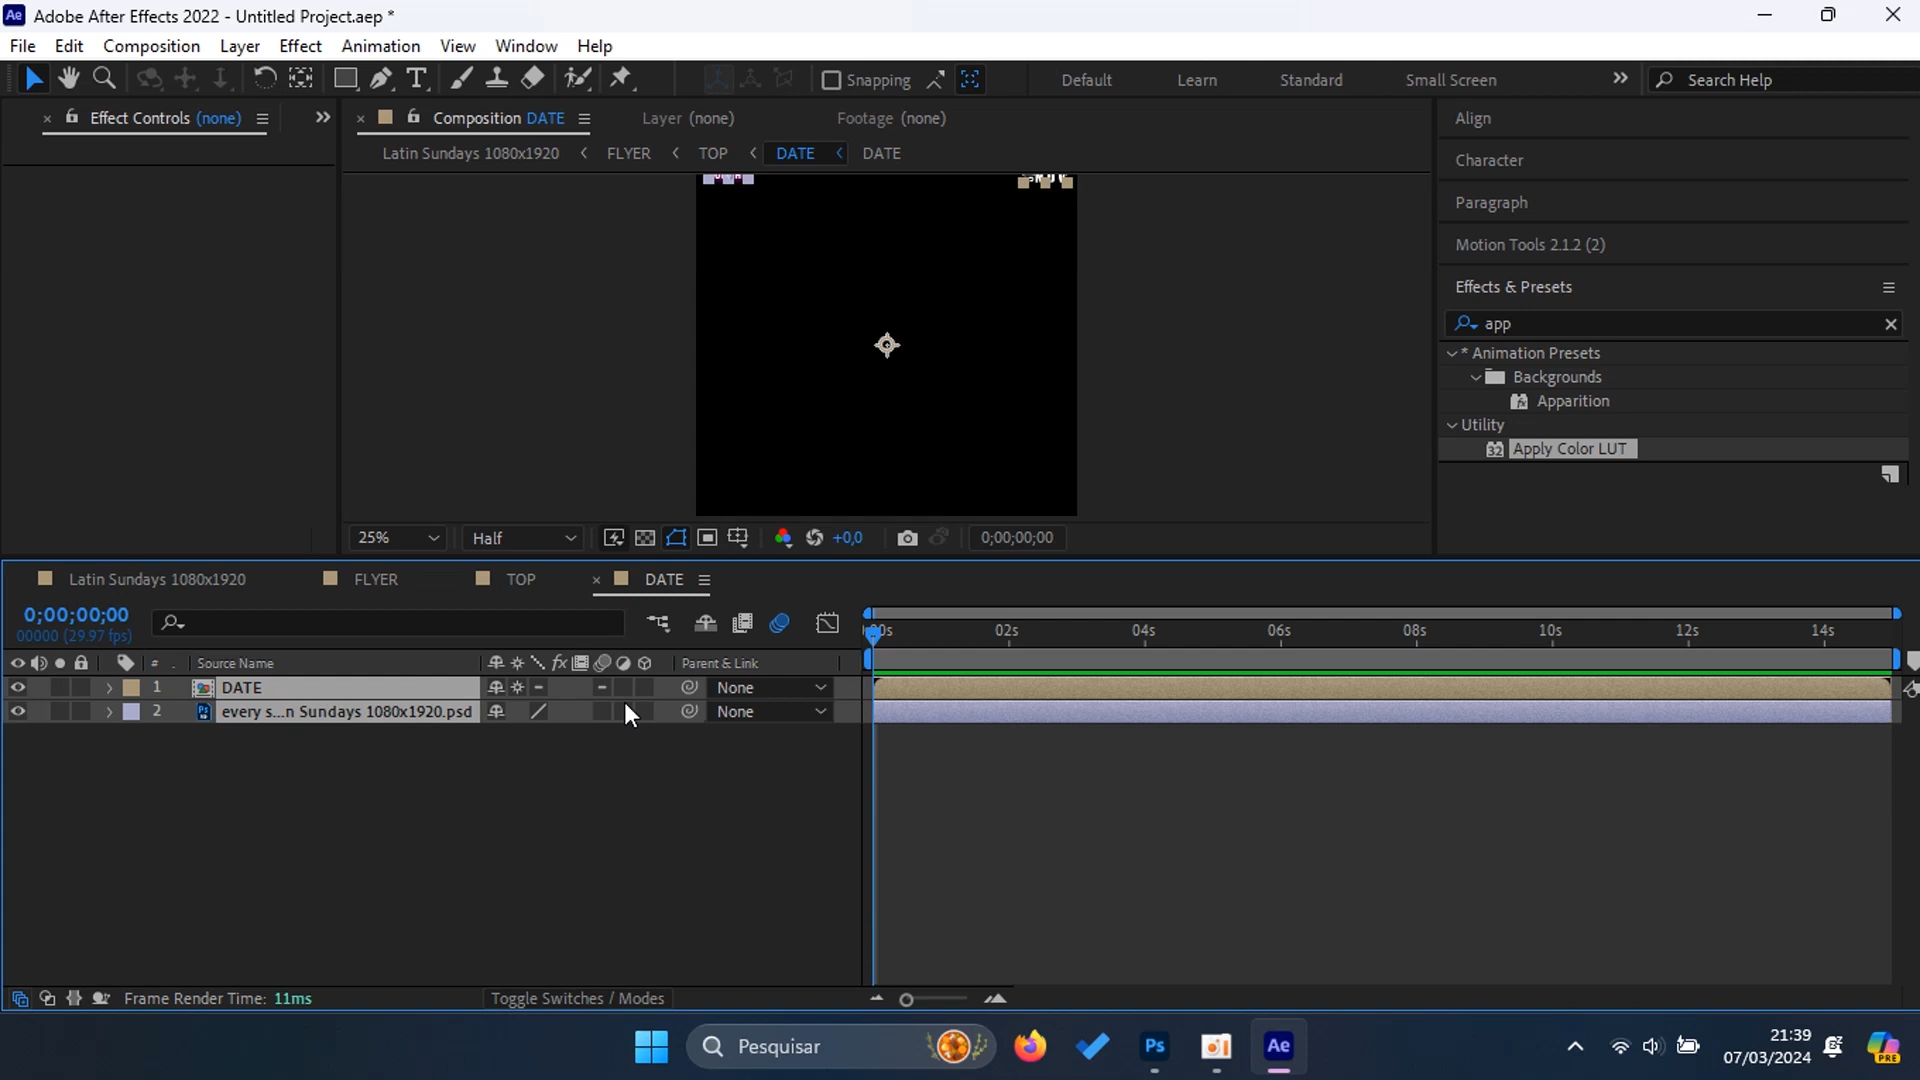 Ae Adobe After Effects 2022 - Untitled Project.aep *
File Edit Composition Layer Effect Animation View Window Help
Snapping Default Learn Standard Small Screen Search Help
Effect Controls (none) Composition DATE Layer (none) Footage (none)
Latin Sundays 1080x1920 FLYER TOP DATE DATE
Align
Character
Paragraph
Motion Tools 2.1.2 (2)
Effects & Presets
app
* Animation Presets
Backgrounds
Apparition
Utility
32 Apply Color LUT
25% Half +0,0 0;00;00;00
Latin Sundays 1080x1920 FLYER TOP DATE
0;00;00;00
00000 (29.97 fps)
02s 04s 06s 08s 10s 12s 14s
# . Source Name fx Parent & Link
1 DATE None
2 every s...n Sundays 1080x1920.psd None
Frame Render Time: 11ms Toggle Switches / Modes
Pesquisar Ps Ae
21:39
07/03/2024
PRE